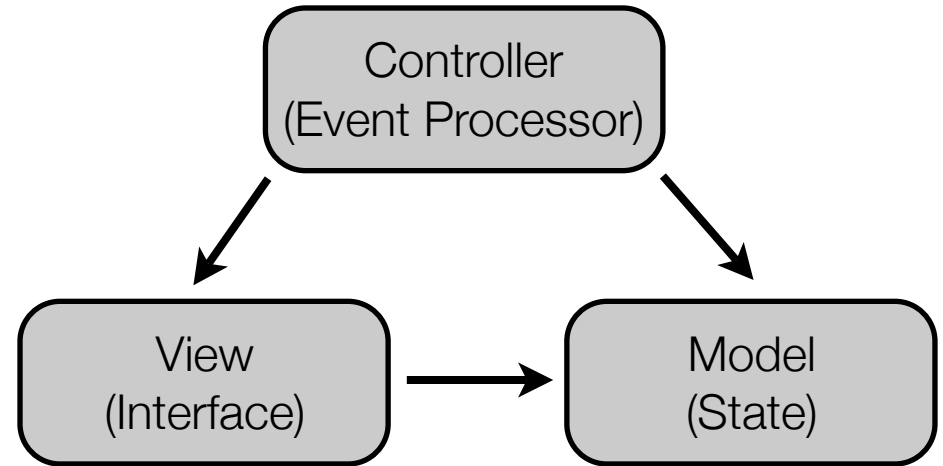 Controller
(Event Processor)
View
(Interface)
Model
(State)